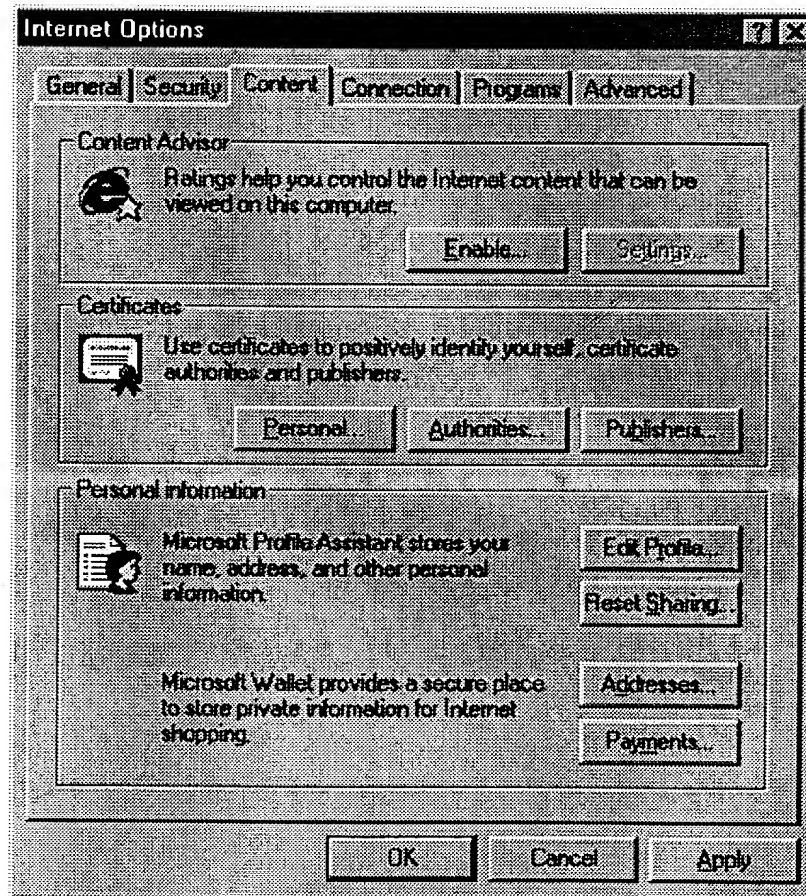 Internet Options
General Security Content Connection Programs Advanced
Content Advisor
Ratings help you control the Internet content that can be
viewed on this computer.
Enable... Settings...
Certificates
Use certificates to positively identify yourself, certificate
authorities and publishers.
Personal... Authorities... Publishers...
Personal information
Microsoft Profile Assistant stores your
name, address, and other personal
information.
Edit Profile...
Reset Sharing...
Microsoft Wallet provides a secure place
to store private information for Internet
shopping.
Addresses...
Payments...
OK Cancel Apply